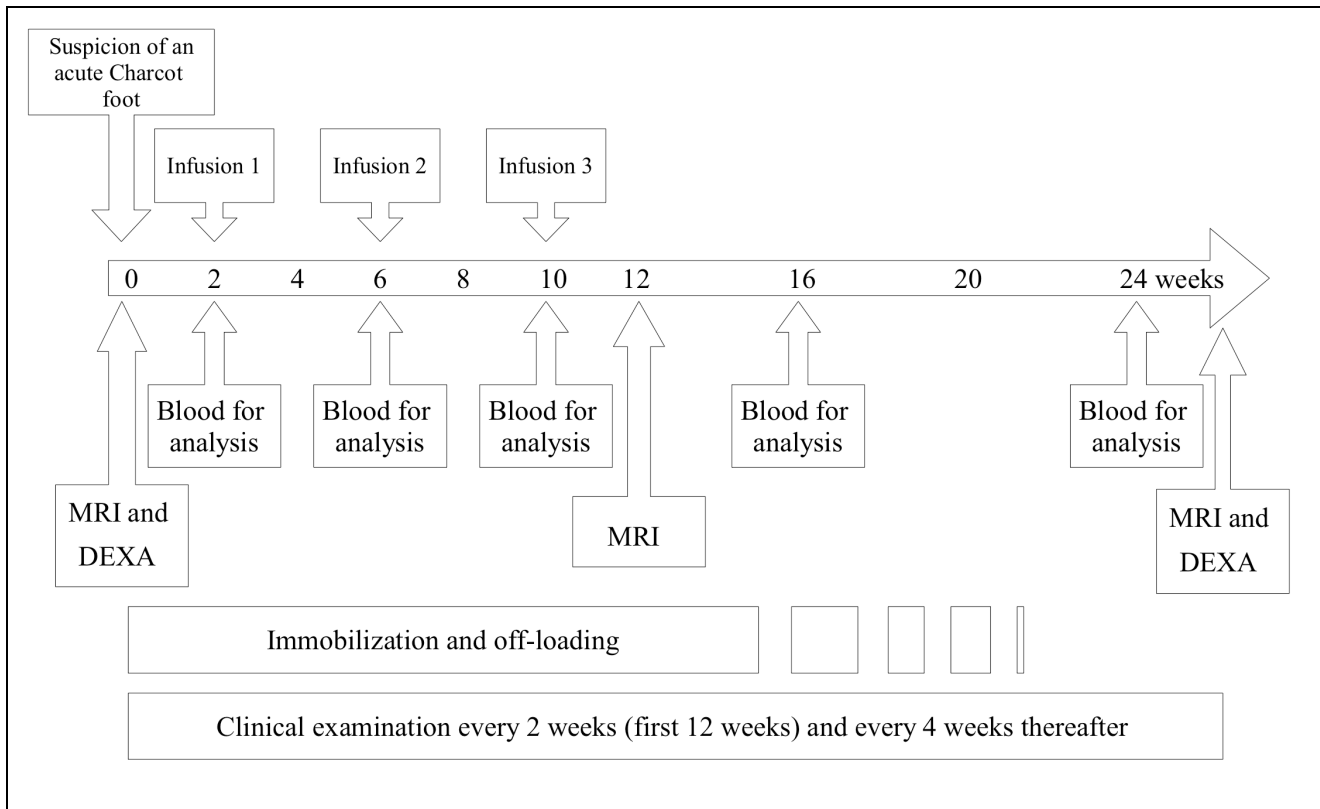 Suspicion of an
acute Charcot
foot
Infusion 1
Infusion 2
Infusion 3
0 2 4 6 8 10 12 16 20 24 weeks
Blood for
analysis
Blood for
analysis
Blood for
analysis
Blood for
analysis
Blood for
analysis
MRI and
DEXA
MRI
MRI and
DEXA
Immobilization and off-loading
Clinical examination every 2 weeks (first 12 weeks) and every 4 weeks thereafter